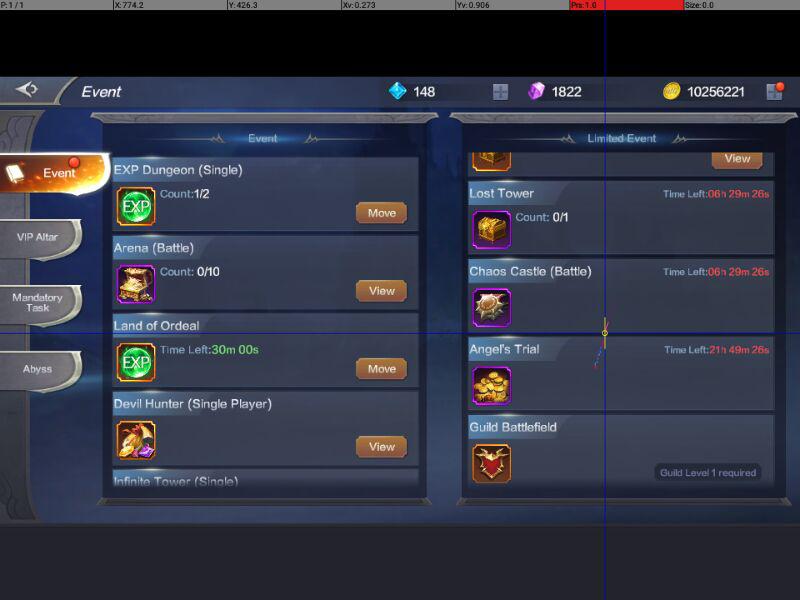 P: 1 / 1
X: 774.2
Y: 426.3
Xv: 0.273
Yv: 0.906
Prs: 1.0
Size: 0.0
Event
148
1822
10256221
Event
VIP Altar
Mandatory
Task
Abyss
Event
EXP Dungeon (Single)
EXP
Count:1/2
Move
Arena (Battle)
Count: 0/10
View
Land of Ordeal
EXP
Time Left:30m 00s
Move
Devil Hunter (Single Player)
View
Infinite Tower (Single)
Limited Event
View
Lost Tower
Time Left:06h 29m 26s
Count: 0/1
Chaos Castle (Battle)
Time Left:06h 29m 26s
Angel's Trial
Time Left:21h 49m 26s
Guild Battlefield
Guild Level 1 required